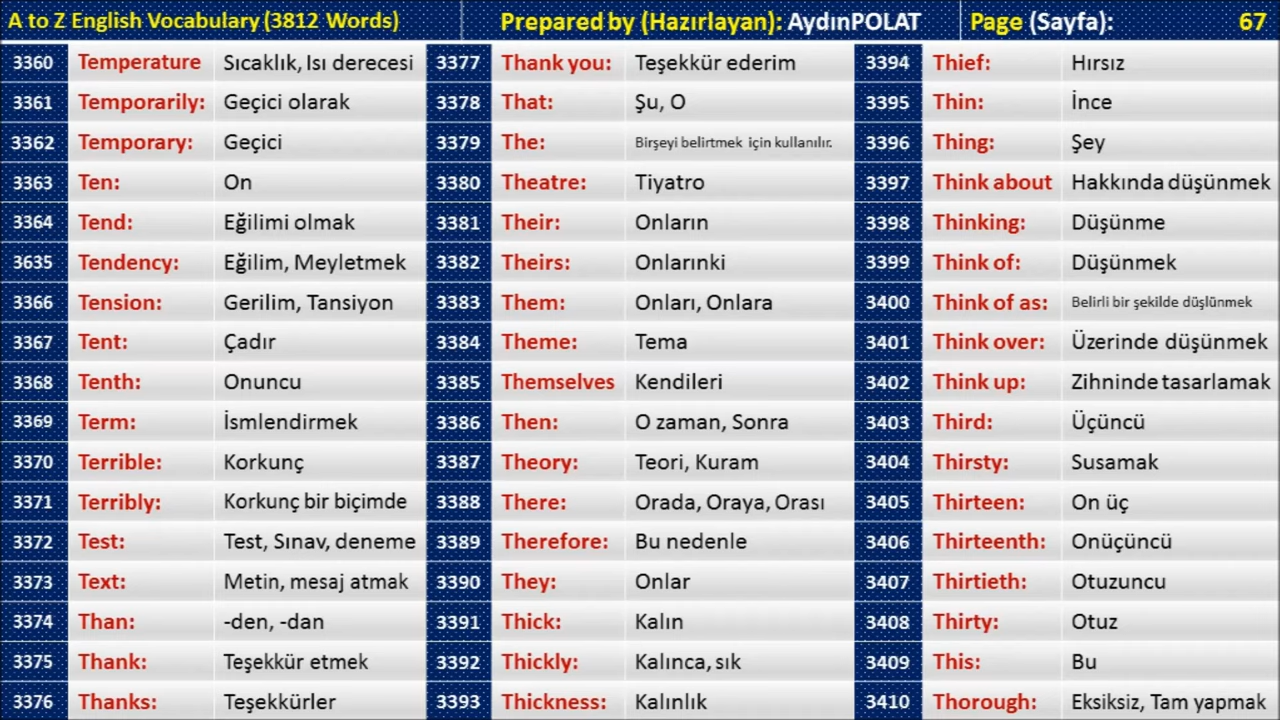 A to Z English Vocabulary (3812 Words) Prepared by (Hazırlayan): AydınPOLAT Page (Sayfa): 67
3360 Temperature Sıcaklık, Isı derecesi
3361 Temporarily: Geçici olarak
3362 Temporary: Geçici
3363 Ten: On
3364 Tend: Eğilimi olmak
3635 Tendency: Eğilim, Meyletmek
3366 Tension: Gerilim, Tansiyon
3367 Tent: Çadır
3368 Tenth: Onuncu
3369 Term: İsmlendirmek
3370 Terrible: Korkunç
3371 Terribly: Korkunç bir biçimde
3372 Test: Test, Sınav, deneme
3373 Text: Metin, mesaj atmak
3374 Than: -den, -dan
3375 Thank: Teşekkür etmek
3376 Thanks: Teşekkürler
3377 Thank you: Teşekkür ederim
3378 That: Şu, O
3379 The: Birşeyi belirtmek için kullanılır.
3380 Theatre: Tiyatro
3381 Their: Onların
3382 Theirs: Onlarınki
3383 Them: Onları, Onlara
3384 Theme: Tema
3385 Themselves Kendileri
3386 Then: O zaman, Sonra
3387 Theory: Teori, Kuram
3388 There: Orada, Oraya, Orası
3389 Therefore: Bu nedenle
3390 They: Onlar
3391 Thick: Kalın
3392 Thickly: Kalınca, sık
3393 Thickness: Kalınlık
3394 Thief: Hırsız
3395 Thin: İnce
3396 Thing: Şey
3397 Think about Hakkında düşünmek
3398 Thinking: Düşünme
3399 Think of: Düşünmek
3400 Think of as: Belirli bir şekilde düşlünmek
3401 Think over: Üzerinde düşünmek
3402 Think up: Zihninde tasarlamak
3403 Third: Üçüncü
3404 Thirsty: Susamak
3405 Thirteen: On üç
3406 Thirteenth: Onüçüncü
3407 Thirtieth: Otuzuncu
3408 Thirty: Otuz
3409 This: Bu
3410 Thorough: Eksiksiz, Tam yapmak